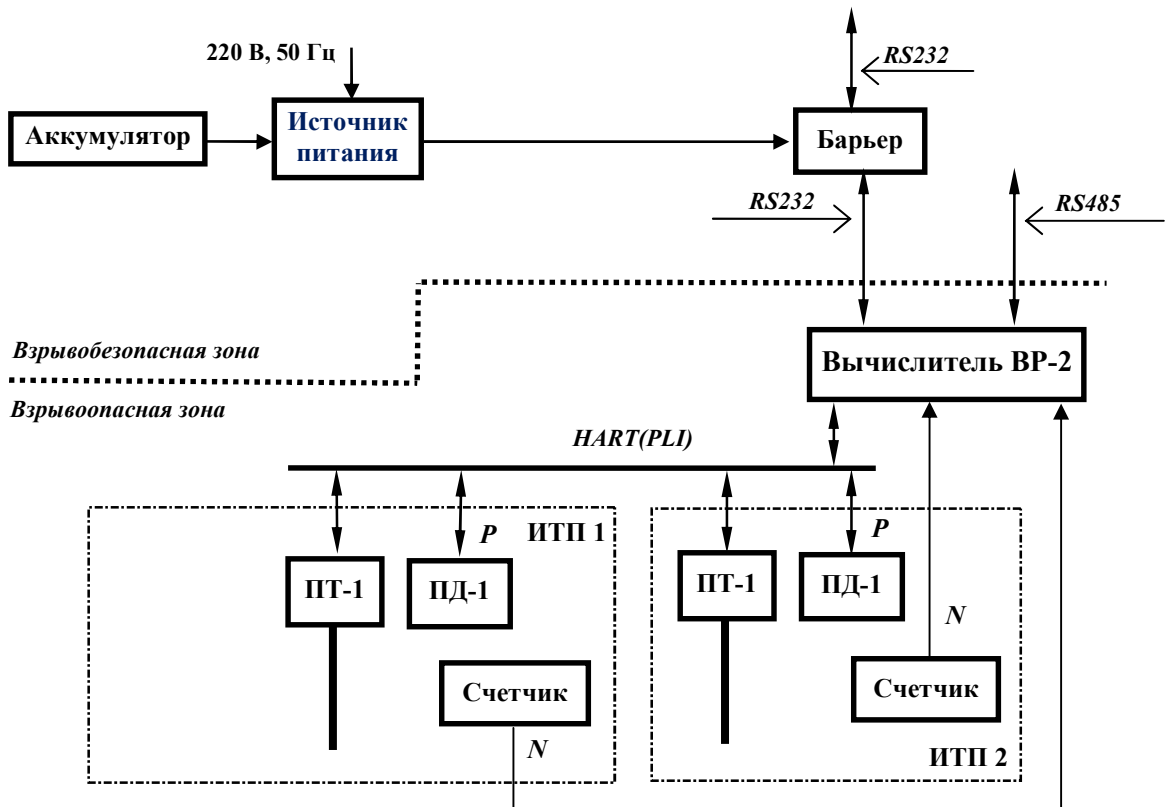 220 В, 50 Гц
RS232
Аккумулятор
Источник
питания
Барьер
RS232
RS485
Взрывобезопасная зона
Вычислитель ВР-2
Взрывоопасная зона
HART(PLI)
P
ИТП 1
P
ПТ-1
ПД-1
ПТ-1
ПД-1
N
Счетчик
Счетчик
N
ИТП 2